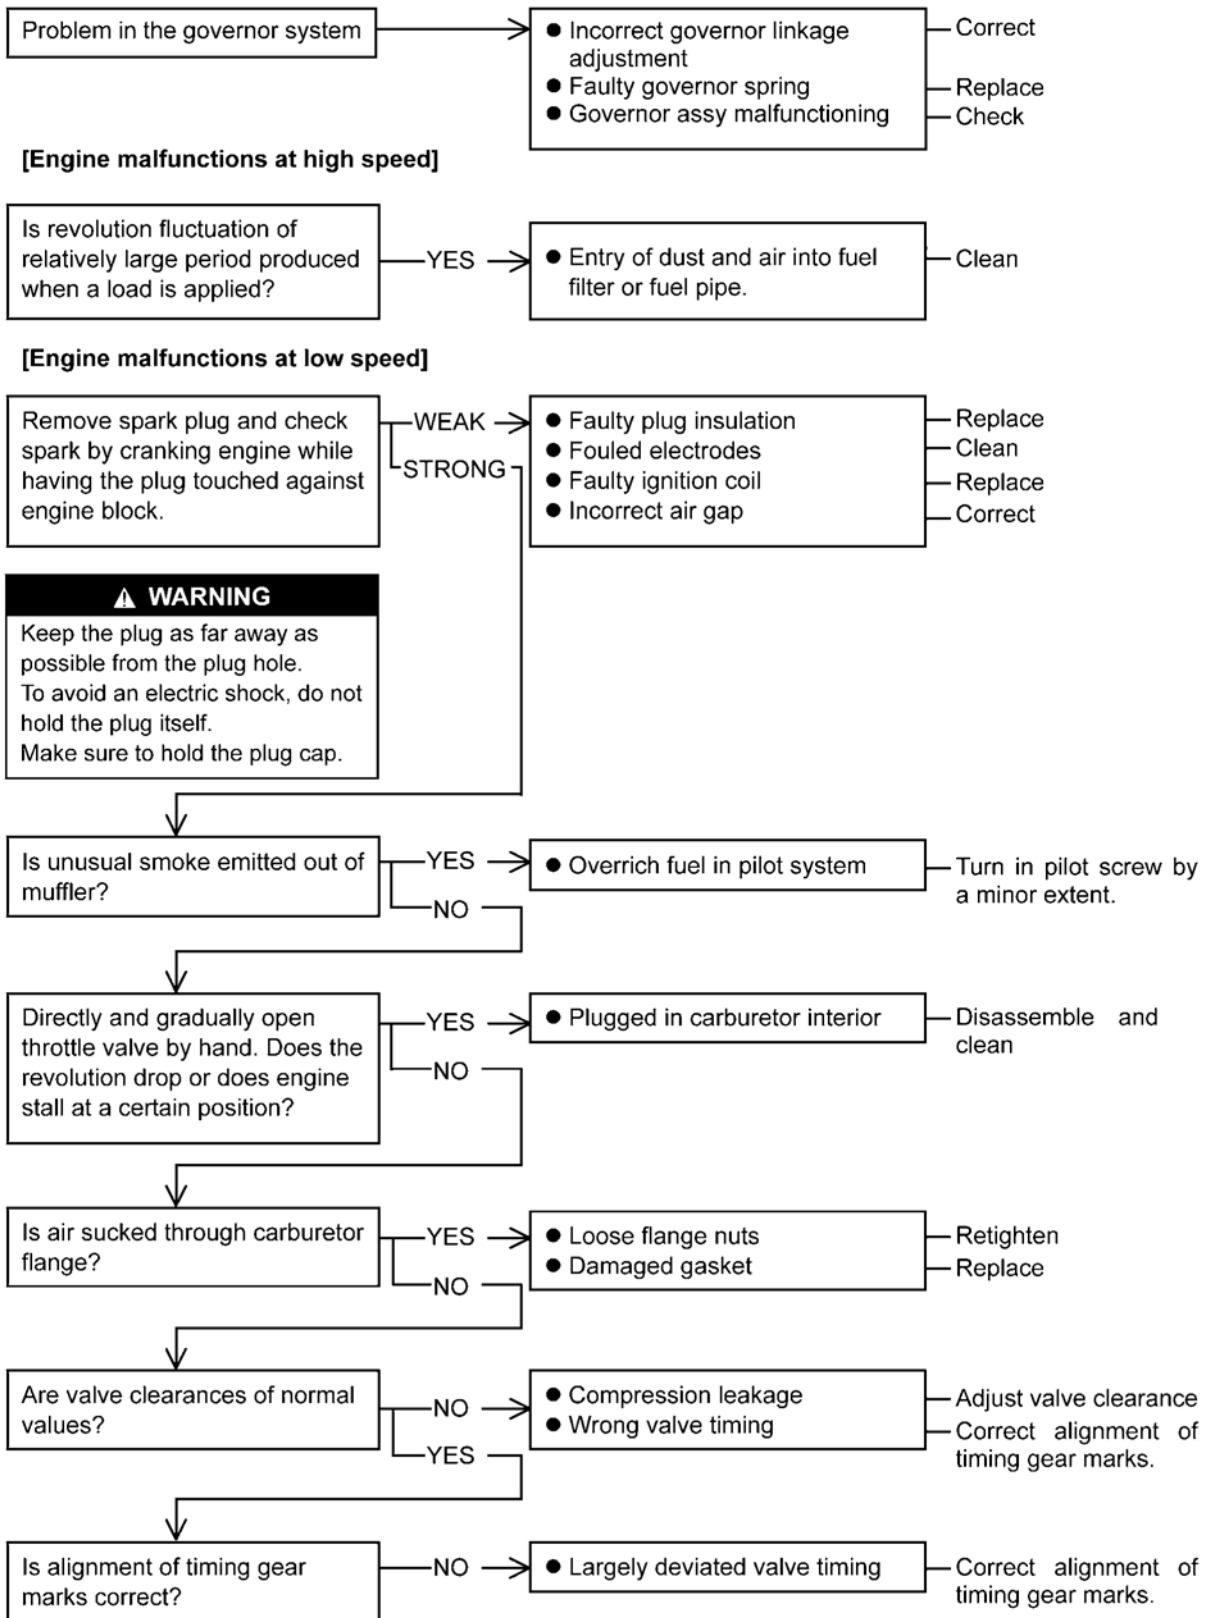 Problem in the governor system
● Incorrect governor linkage
adjustment
● Faulty governor spring
● Governor assy malfunctioning
Correct
Replace
Check
[Engine malfunctions at high speed]
Is revolution fluctuation of
relatively large period produced
when a load is applied?
YES
● Entry of dust and air into fuel
filter or fuel pipe.
Clean
[Engine malfunctions at low speed]
Remove spark plug and check
spark by cranking engine while
having the plug touched against
engine block.
WEAK
STRONG
● Faulty plug insulation
● Fouled electrodes
● Faulty ignition coil
● Incorrect air gap
Replace
Clean
Replace
Correct
WARNING
Keep the plug as far away as
possible from the plug hole.
To avoid an electric shock, do not
hold the plug itself.
Make sure to hold the plug cap.
Is unusual smoke emitted out of
muffler?
YES
NO
● Overrich fuel in pilot system
Turn in pilot screw by
a minor extent.
Directly and gradually open
throttle valve by hand. Does the
revolution drop or does engine
stall at a certain position?
YES
NO
● Plugged in carburetor interior
Disassemble and
clean
Is air sucked through carburetor
flange?
YES
NO
● Loose flange nuts
● Damaged gasket
Retighten
Replace
Are valve clearances of normal
values?
NO
YES
● Compression leakage
● Wrong valve timing
Adjust valve clearance
Correct alignment of
timing gear marks.
Is alignment of timing gear
marks correct?
NO
● Largely deviated valve timing
Correct alignment of
timing gear marks.